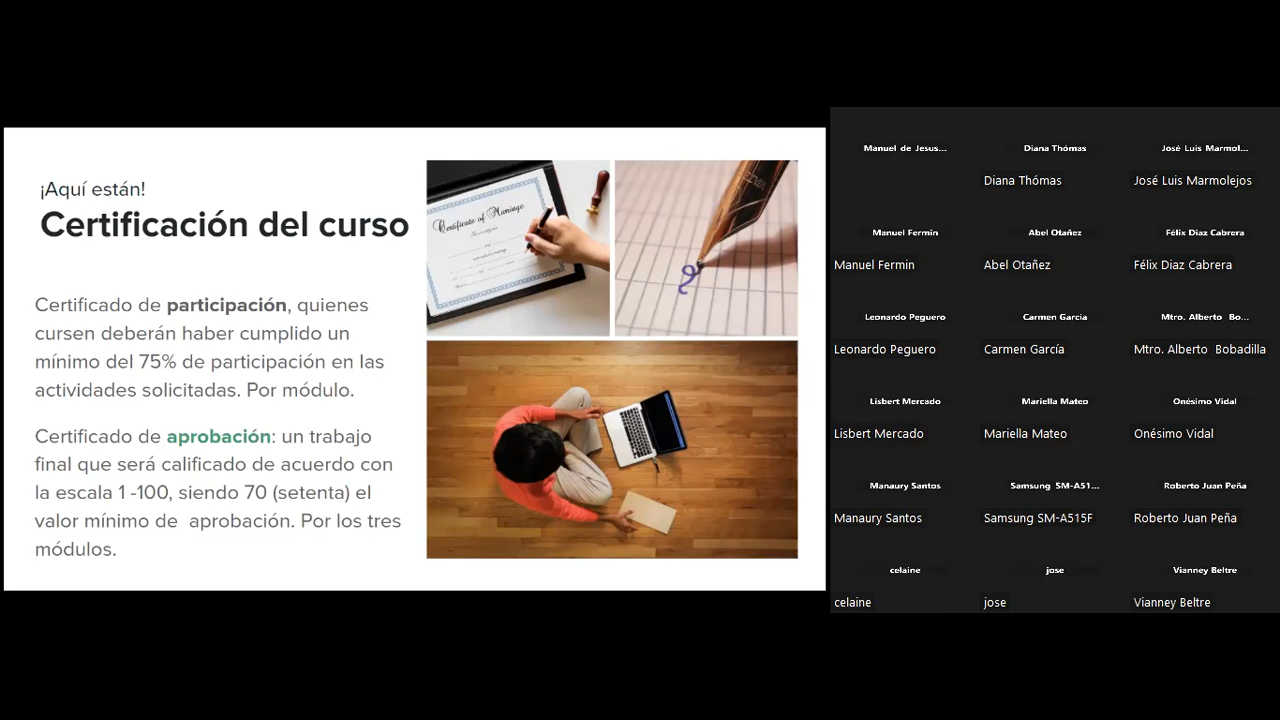 ¡Aquí están!
Certificación del curso
Certificado de participación, quienes
cursen deberán haber cumplido un
mínimo del 75% de participación en las
actividades solicitadas. Por módulo.
Certificado de aprobación: un trabajo
final que será calificado de acuerdo con
la escala 1 -100, siendo 70 (setenta) el
valor mínimo de aprobación. Por los tres
módulos.
Certificate of Marriage
Manuel de Jesus...
Diana Thómas
José Luis Marmol...
Diana Thómas
José Luis Marmolejos
Manuel Fermin
Abel Otañez
Félix Diaz Cabrera
Manuel Fermin
Abel Otañez
Félix Diaz Cabrera
Leonardo Peguero
Carmen Garcia
Mtro. Alberto Bo...
Leonardo Peguero
Carmen García
Mtro. Alberto Bobadilla
Lisbert Mercado
Mariella Mateo
Onésimo Vidal
Lisbert Mercado
Mariella Mateo
Onésimo Vidal
Manaury Santos
Samsung SM-A51...
Roberto Juan Peña
Manaury Santos
Samsung SM-A515F
Roberto Juan Peña
celaine
jose
Vianney Beltre
celaine
jose
Vianney Beltre